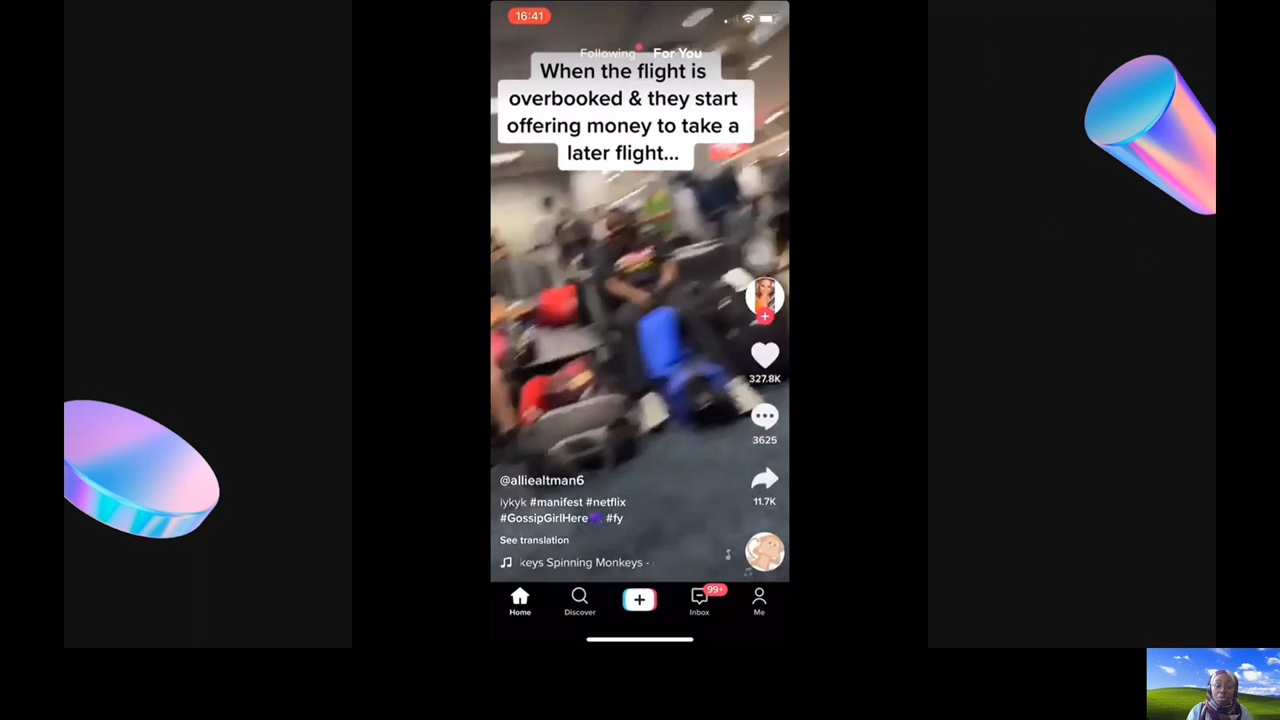 16:41
Following For You
When the flight is
overbooked & they start
offering money to take a
later flight...
327.8K
3625
11.7K
@alliealtman6
iykyk #manifest #netflix
#GossipGirlHere #fy
See translation
keys Spinning Monkeys -
Home Discover Inbox 99+ Me